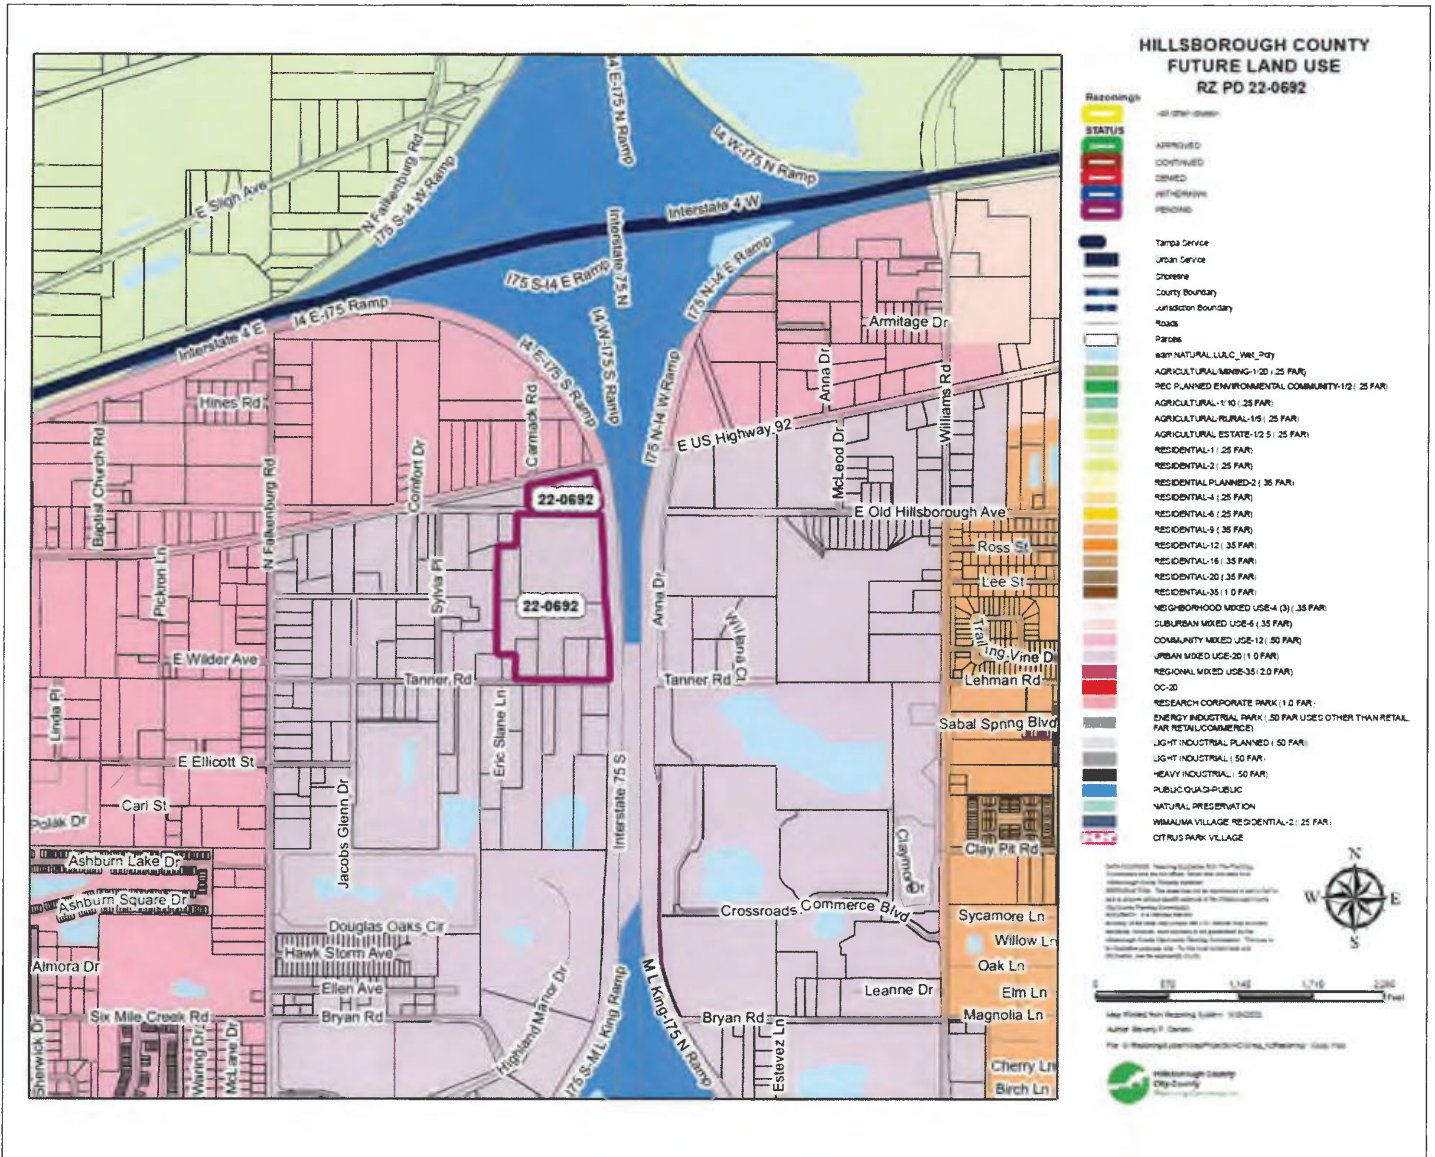 HILLSBOROUGH COUNTY
FUTURE LAND USE
RZ PD 22-0692
Rezonings
STATUS
APPROVED
CONTINUED
DENIED
WITHDRAWN
PENDING
Tampa Service
Urban Service
Shoreline
County Boundary
Jurisdiction Boundary
Roads
Parcels
wam NATURAL.LULC_Wet_Poly
AGRICULTURAL/MINING-1/20 (.25 FAR)
PEC PLANNED ENVIRONMENTAL COMMUNITY-1/2 (.25 FAR)
AGRICULTURAL-1/10 (.25 FAR)
AGRICULTURAL/RURAL-1/5 (.25 FAR)
AGRICULTURAL ESTATE-1/2.5 (.25 FAR)
RESIDENTIAL-1 (.25 FAR)
RESIDENTIAL-2 (.25 FAR)
RESIDENTIAL PLANNED-2 (.35 FAR)
RESIDENTIAL-4 (.25 FAR)
RESIDENTIAL-6 (.25 FAR)
RESIDENTIAL-9 (.35 FAR)
RESIDENTIAL-12 (.35 FAR)
RESIDENTIAL-16 (.35 FAR)
RESIDENTIAL-20 (.35 FAR)
RESIDENTIAL-35 (1.0 FAR)
NEIGHBORHOOD MIXED USE-4 (3) (.35 FAR)
SUBURBAN MIXED USE-6 (.35 FAR)
COMMUNITY MIXED USE-12 (.50 FAR)
URBAN MIXED USE-20 (1.0 FAR)
REGIONAL MIXED USE-35 (2.0 FAR)
OC-20
RESEARCH CORPORATE PARK (1.0 FAR)
ENERGY INDUSTRIAL PARK (.50 FAR USES OTHER THAN RETAIL,
FAR RETAIL/COMMERCE)
LIGHT INDUSTRIAL PLANNED (.50 FAR)
LIGHT INDUSTRIAL (.50 FAR)
HEAVY INDUSTRIAL (.50 FAR)
PUBLIC/QUASI-PUBLIC
NATURAL PRESERVATION
WIMAUMA VILLAGE RESIDENTIAL-2 (.25 FAR)
CITRUS PARK VILLAGE
N
W
E
S
Feet
Hillsborough County
City-County
Planning Commission
E Sligh Ave
N Falkenburg Rd
I75 S-I4 W Ramp
I4 E-I75 N Ramp
I4 W-I75 N Ramp
Interstate 4 W
Interstate 75 N
I75 S-I4 E Ramp
I75 N-I4 E Ramp
I4 E-I75 Ramp
Interstate 4 E
I4 W-I75 S Ramp
I4 E-I75 S Ramp
I75 N-I4 W Ramp
Armitage Dr
Anna Dr
Williams Rd
Hines Rd
Carmack Rd
E US Highway 92
Baptist Church Rd
N Falkenburg Rd
Comfort Dr
McLeod Dr
22-0692
E Old Hillsborough Ave
Ross St
Pickron Ln
Sylvia Pl
Lee St
22-0692
Anna Dr
Williana Ct
Trailing Vine D
E Wilder Ave
Tanner Rd
Tanner Rd
Lehman Rd
Linda Pl
Eric Slane Ln
Sabal Spring Blvd
E Ellicott St
Interstate 75 S
Jacobs Glenn Dr
Carl St
Polak Dr
Claymore Dr
Clay Pit Rd
Ashburn Lake Dr
Ashburn Square Dr
Crossroads Commerce Blvd
Sycamore Ln
Douglas Oaks Cir
Willow Ln
Hawk Storm Ave
Almora Dr
Oak Ln
Ellen Ave
Leanne Dr
Elm Ln
Highland Manor Dr
I75 S-M L King Ramp
M L King-I75 N Ramp
Six Mile Creek Rd
Bryan Rd
Bryan Rd
Magnolia Ln
Sherwick Dr
Waring Dr
McLane Dr
Estevez Ln
Cherry Ln
Birch Ln